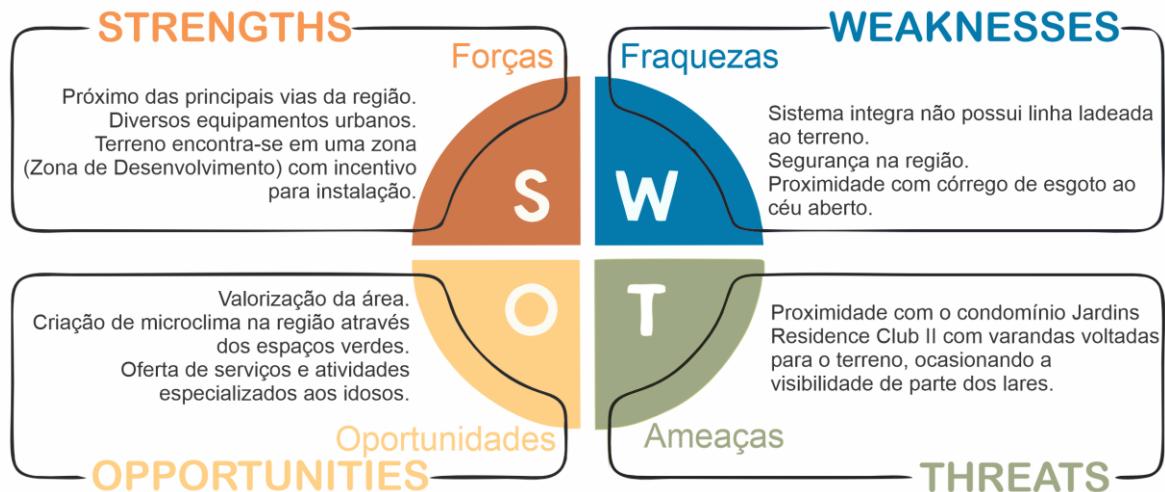 STRENGTHS
Forças
Próximo das principais vias da região.
Diversos equipamentos urbanos.
Terreno encontra-se em uma zona
(Zona de Desenvolvimento) com incentivo
para instalação.
S
WEAKNESSES
Fraquezas
Sistema integra não possui linha ladeada
ao terreno.
Segurança na região.
Proximidade com córrego de esgoto ao
céu aberto.
W
Valorização da área.
Criação de microclima na região através
dos espaços verdes.
Oferta de serviços e atividades
especializados aos idosos.
O
Oportunidades
OPPORTUNITIES
T
Proximidade com o condomínio Jardins
Residence Club II com varandas voltadas
para o terreno, ocasionando a
visibilidade de parte dos lares.
Ameaças
THREATS